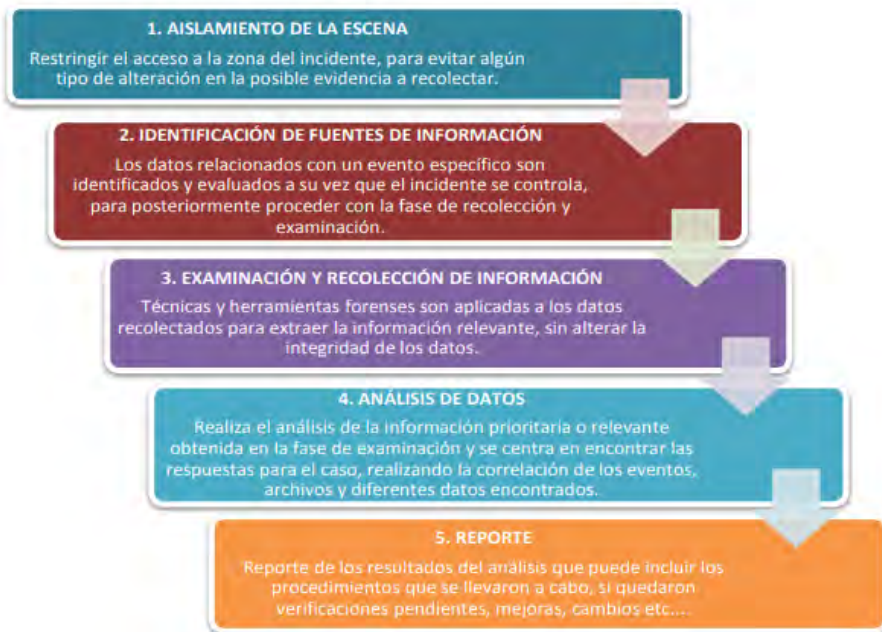 1. AISLAMIENTO DE LA ESCENA
Restringir el acceso a la zona del incidente, para evitar algún
tipo de alteración en la posible evidencia a recolectar.
2. IDENTIFICACIÓN DE FUENTES DE INFORMACIÓN
Los datos relacionados con un evento específico son
identificados y evaluados a su vez que el incidente se controla,
para posteriormente proceder con la fase de recolección y
examinación.
3. EXAMINACIÓN Y RECOLECCIÓN DE INFORMACIÓN
Técnicas y herramientas forenses son aplicadas a los datos
recolectados para extraer la información relevante, sin alterar la
integridad de los datos.
4. ANÁLISIS DE DATOS
Realiza el análisis de la información prioritaria o relevante
obtenida en la fase de examinación y se centra en encontrar las
respuestas para el caso, realizando la correlación de los eventos,
archivos y diferentes datos encontrados.
5. REPORTE
Reporte de los resultados del análisis que puede incluir los
procedimientos que se llevaron a cabo, si quedaron
verificaciones pendientes, mejoras, cambios etc....